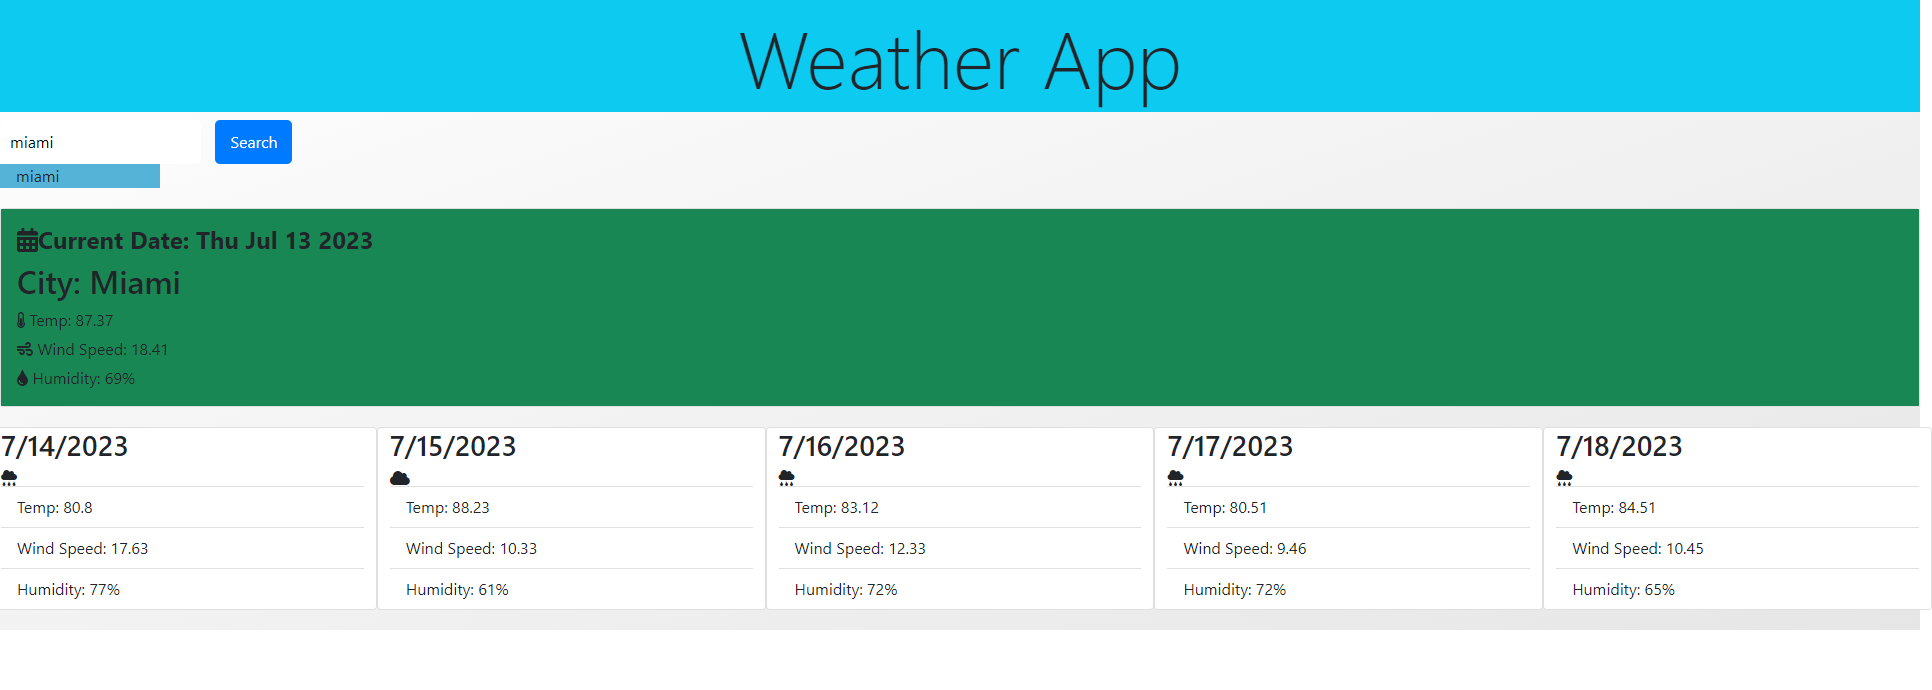 Weather App
miami
Search
miami
Current Date: Thu Jul 13 2023
City: Miami
Temp: 87.37
Wind Speed: 18.41
Humidity: 69%
7/14/2023
Temp: 80.8
Wind Speed: 17.63
Humidity: 77%
7/15/2023
Temp: 88.23
Wind Speed: 10.33
Humidity: 61%
7/16/2023
Temp: 83.12
Wind Speed: 12.33
Humidity: 72%
7/17/2023
Temp: 80.51
Wind Speed: 9.46
Humidity: 72%
7/18/2023
Temp: 84.51
Wind Speed: 10.45
Humidity: 65%